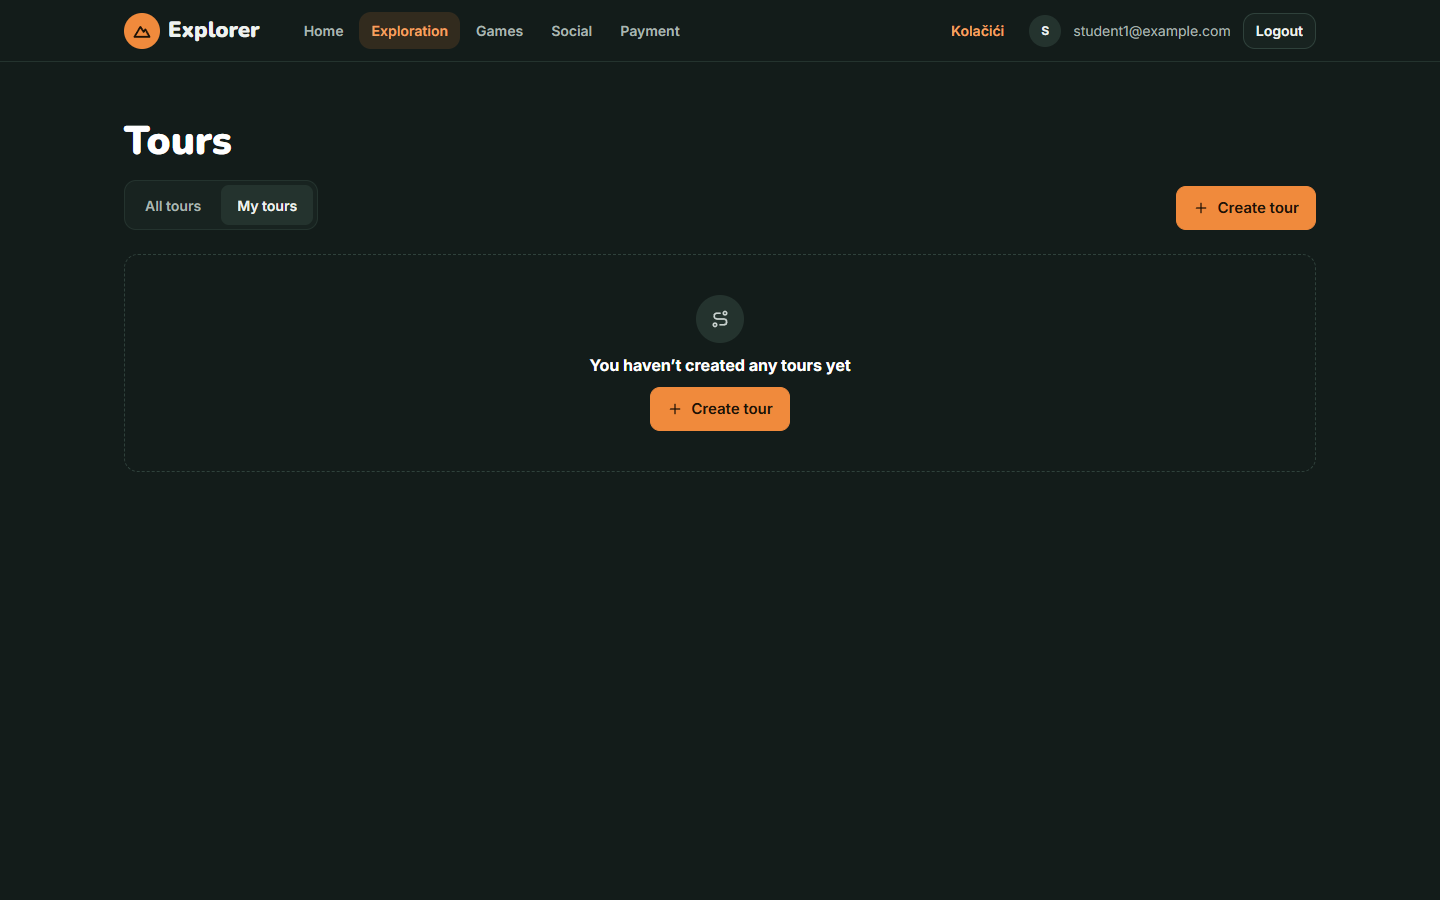 Explorer
Home
Exploration
Games
Social
Payment
Kolačići
S
student1@example.com
Logout
Tours
All tours
My tours
Create tour
You haven’t created any tours yet
Create tour